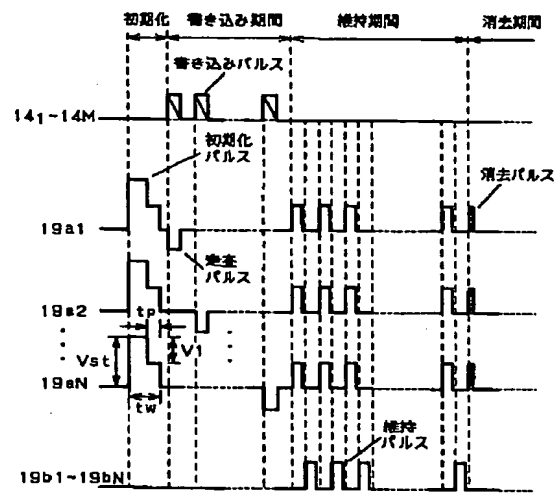 初期化 書き込み期間 維持期間 消去期間
書き込みパルス
14₁~14M
初期化
パルス
消去パルス
19a1
走査
パルス
19a2
tp
Vst
V1
19aN
tw
維持
パルス
19b1~19bN